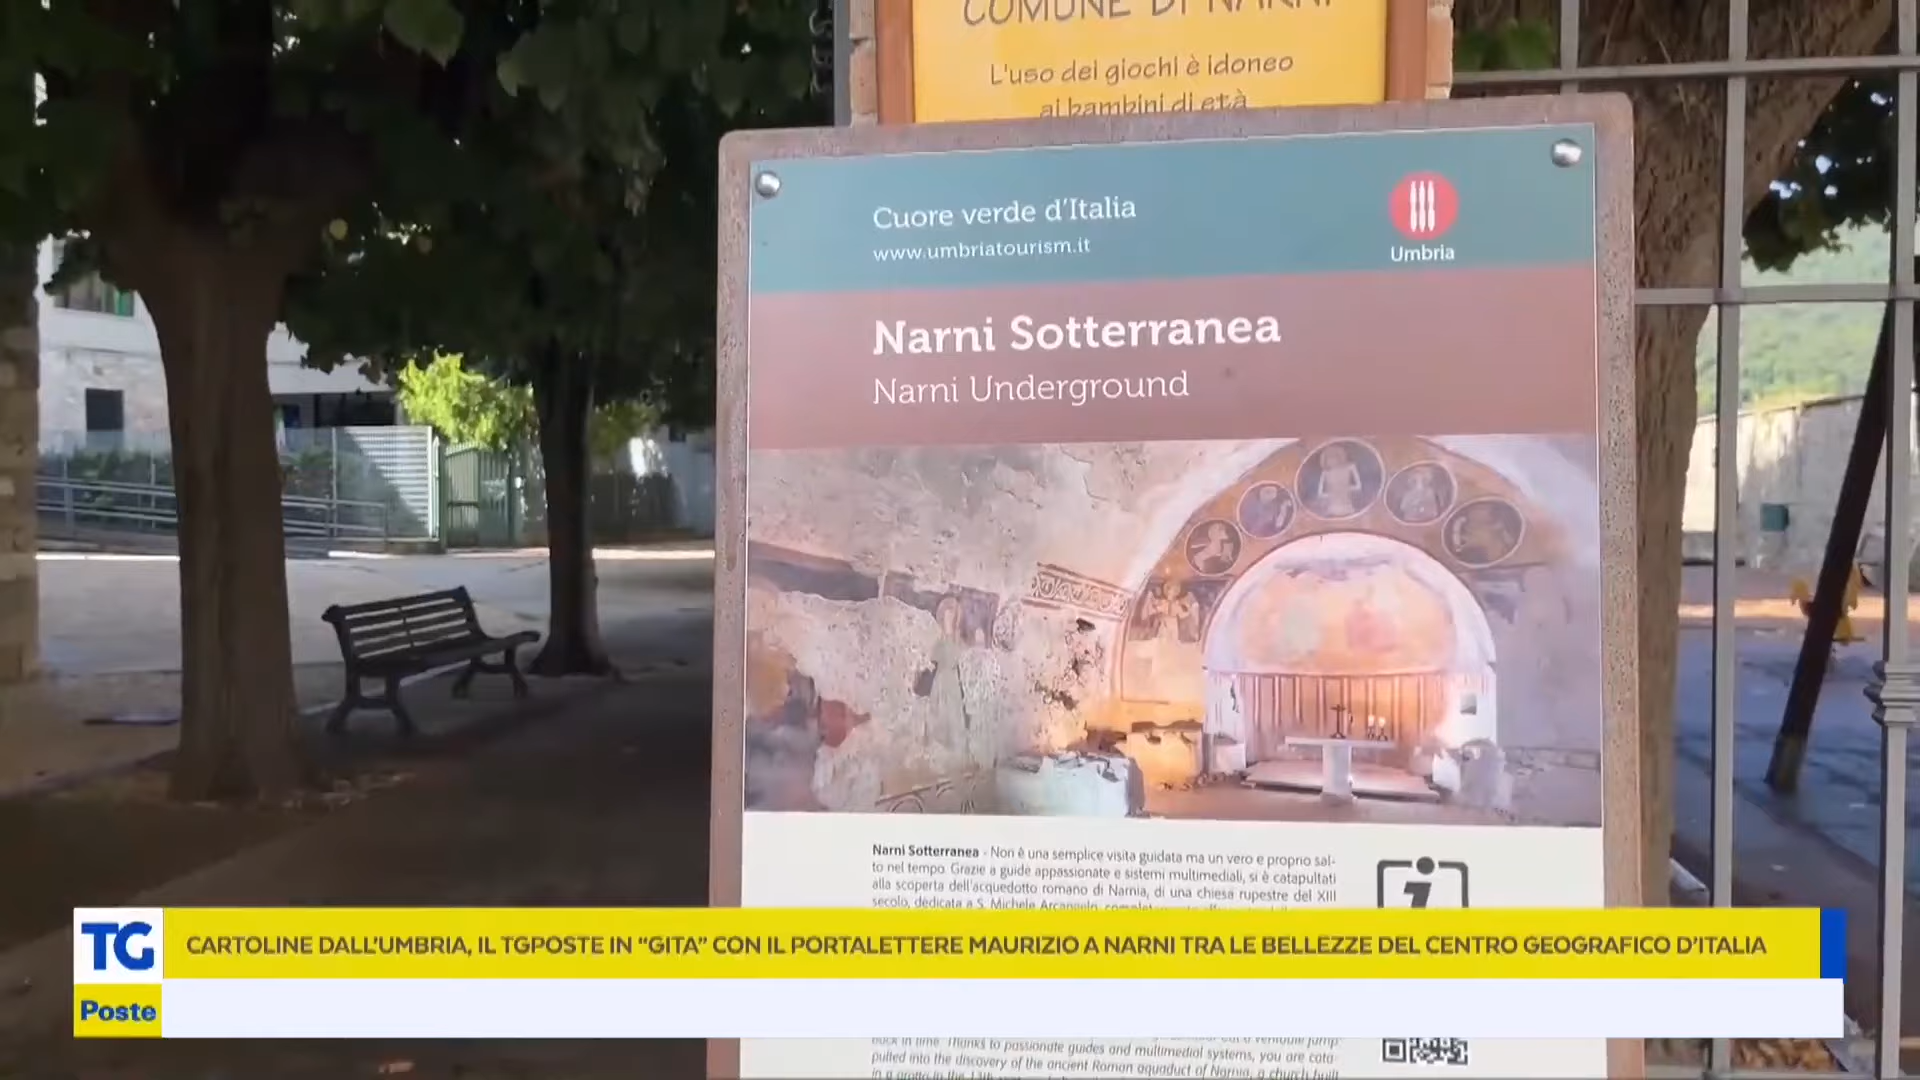 COMUNE DI NARNI
L'uso dei giochi è idoneo
ai bambini di età
Cuore verde d'Italia
www.umbriatourism.it
Umbria
Narni Sotterranea
Narni Underground
Narni Sotterranea - Non è una semplice visita guidata ma un vero e proprio sal-
to nel tempo. Grazie a guide appassionate e sistemi multimediali, si è catapultati
alla scoperta dell'acquedotto romano di Narnia, di una chiesa rupestre del XIII
secolo, dedicata a S. Michele Arcangelo,
TG
Poste
CARTOLINE DALL'UMBRIA, IL TGPOSTE IN "GITA" CON IL PORTALETTERE MAURIZIO A NARNI TRA LE BELLEZZE DEL CENTRO GEOGRAFICO D'ITALIA
back in time. Thanks to passionate guides and multimedial systems, you are cata-
pulted into the discovery of the ancient Roman aquaduct of Narnia, a church built